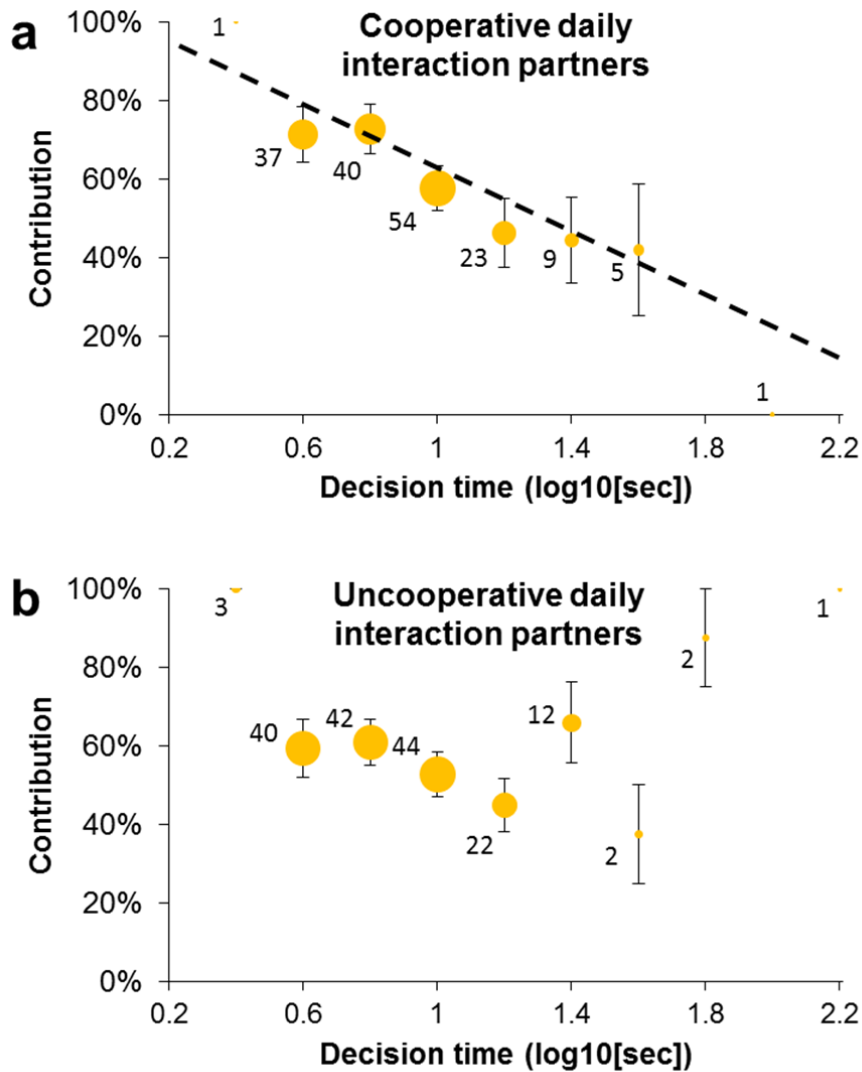 a
Cooperative daily
interaction partners
Contribution
100%
80%
60%
40%
20%
0%
1
37
40
54
23
9
5
1
0.2 0.6 1 1.4 1.8 2.2
Decision time (log10[sec])
b
Uncooperative daily
interaction partners
Contribution
100%
80%
60%
40%
20%
0%
3
40
42
44
22
12
2
2
1
0.2 0.6 1 1.4 1.8 2.2
Decision time (log10[sec])